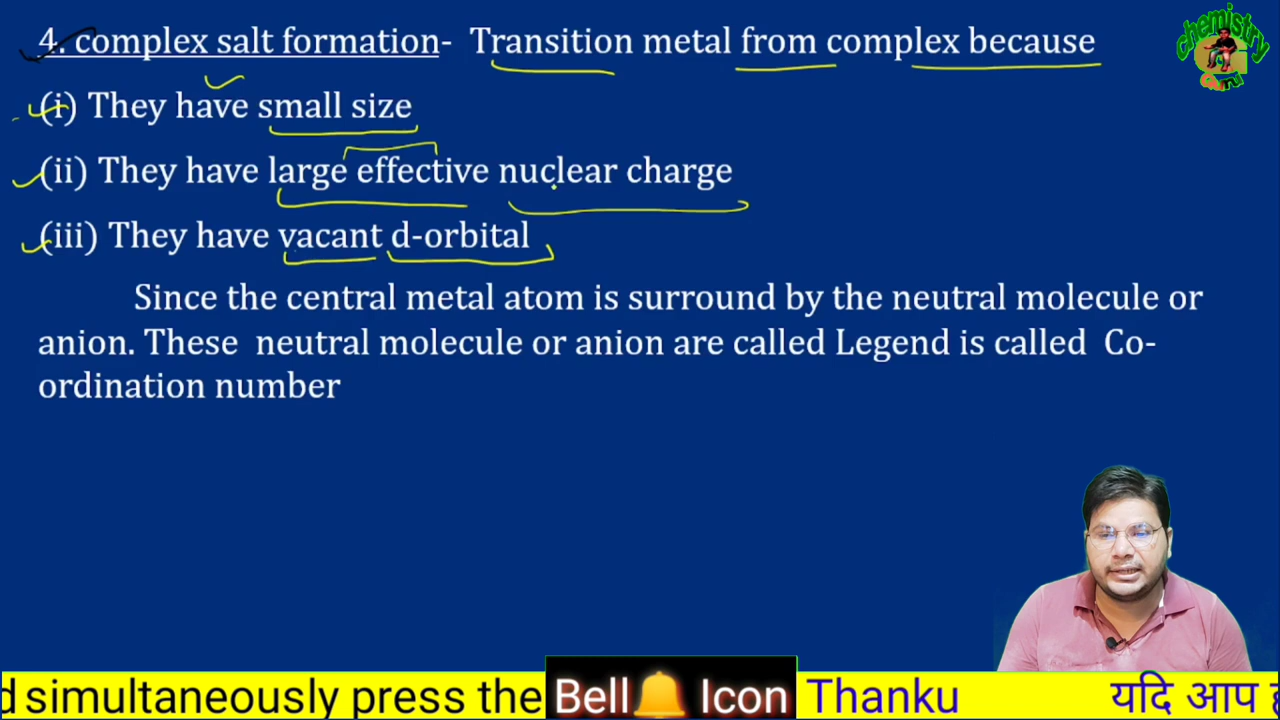 4. complex salt formation- Transition metal from complex because
(i) They have small size
(ii) They have large effective nuclear charge
(iii) They have vacant d-orbital
Since the central metal atom is surround by the neutral molecule or
anion. These neutral molecule or anion are called Legend is called Co-
ordination number
chemistry
d simultaneously press the Bell🔔 Icon Thanku यदि आप